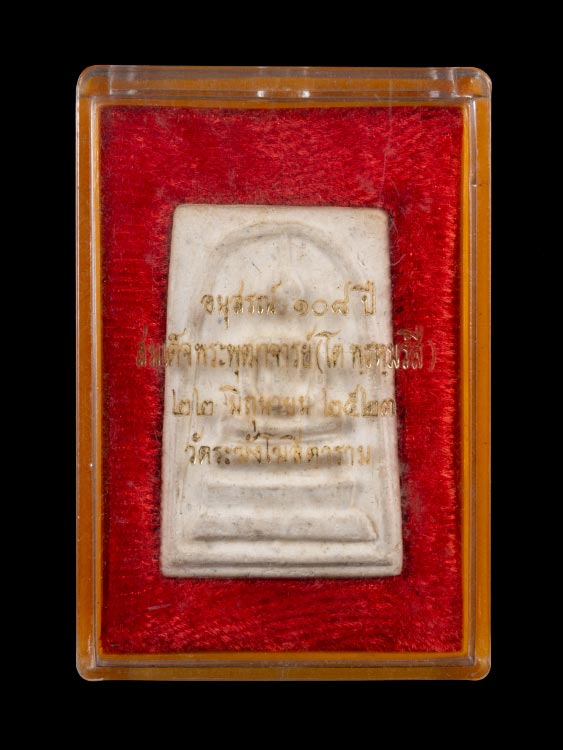 อนุสรณ์ ๑๐๘ ปี
สมเด็จพระพุฒาจารย์ (โต พรหมรังสี)
๒๒ มิถุนายน ๒๕๒๓
วัดระฆังโฆสิตาราม